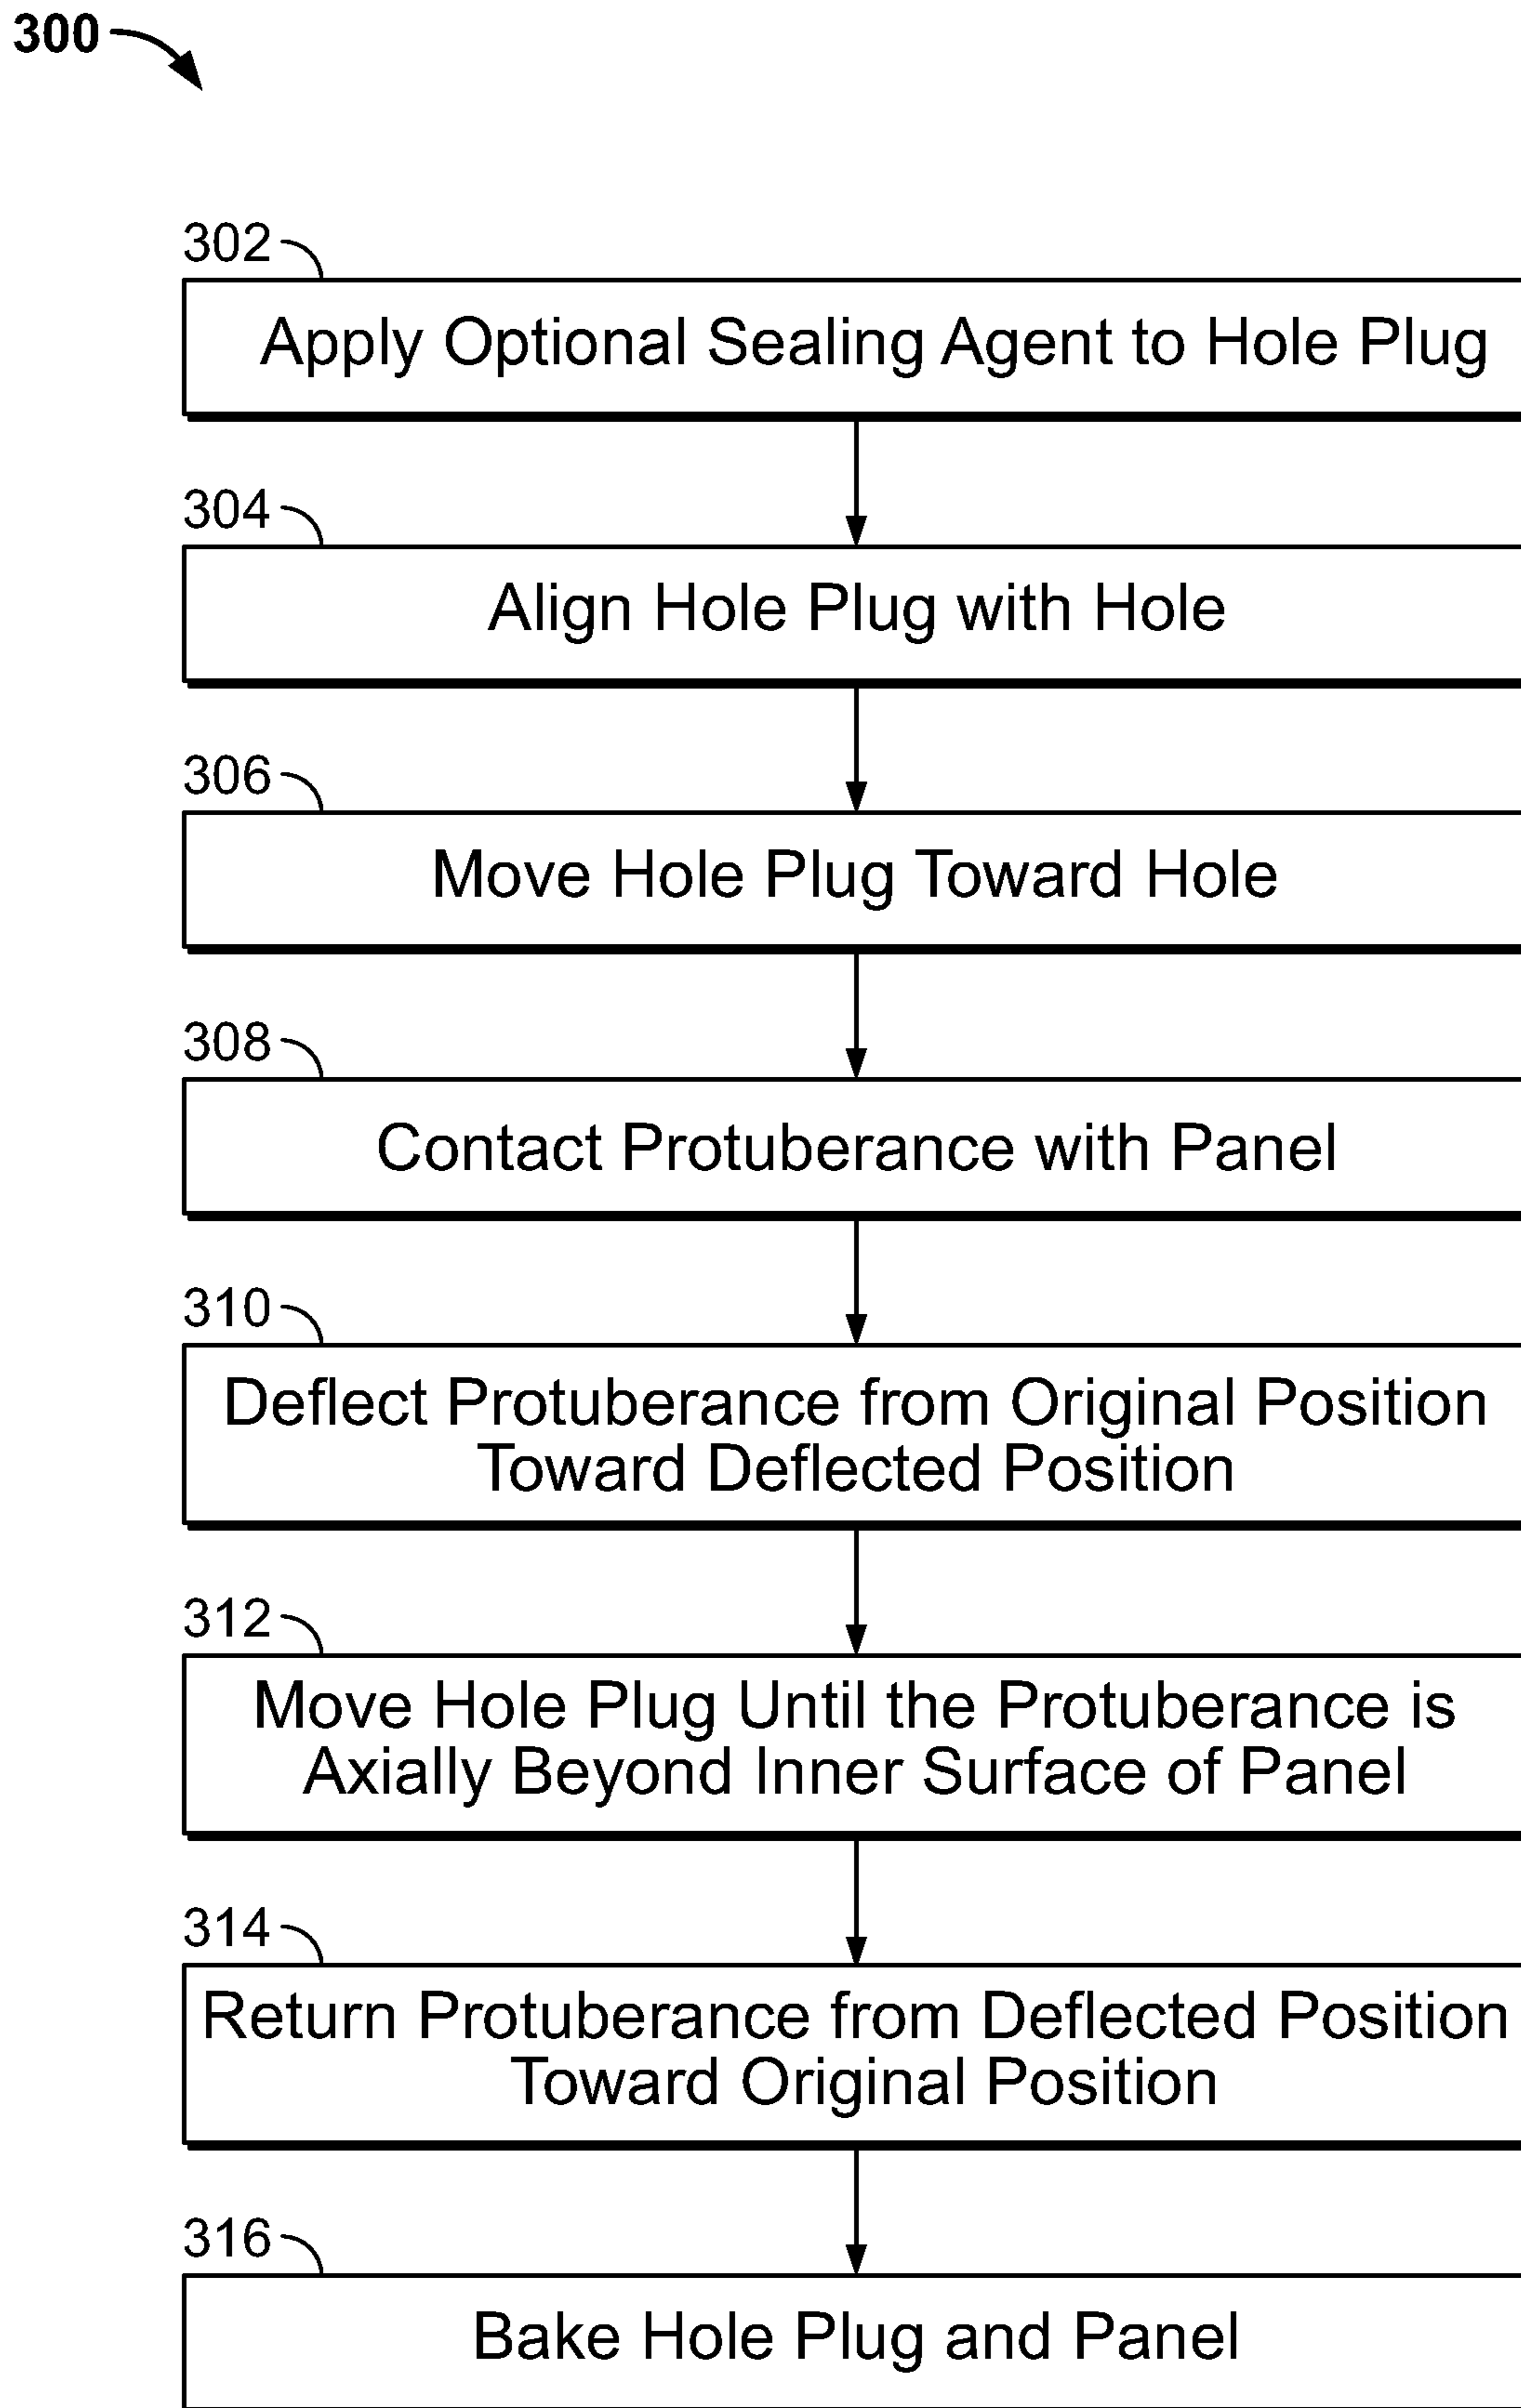 300
302
Apply Optional Sealing Agent to Hole Plug
304
Align Hole Plug with Hole
306
Move Hole Plug Toward Hole
308
Contact Protuberance with Panel
310
Deflect Protuberance from Original Position
Toward Deflected Position
312
Move Hole Plug Until the Protuberance is
Axially Beyond Inner Surface of Panel
314
Return Protuberance from Deflected Position
Toward Original Position
316
Bake Hole Plug and Panel